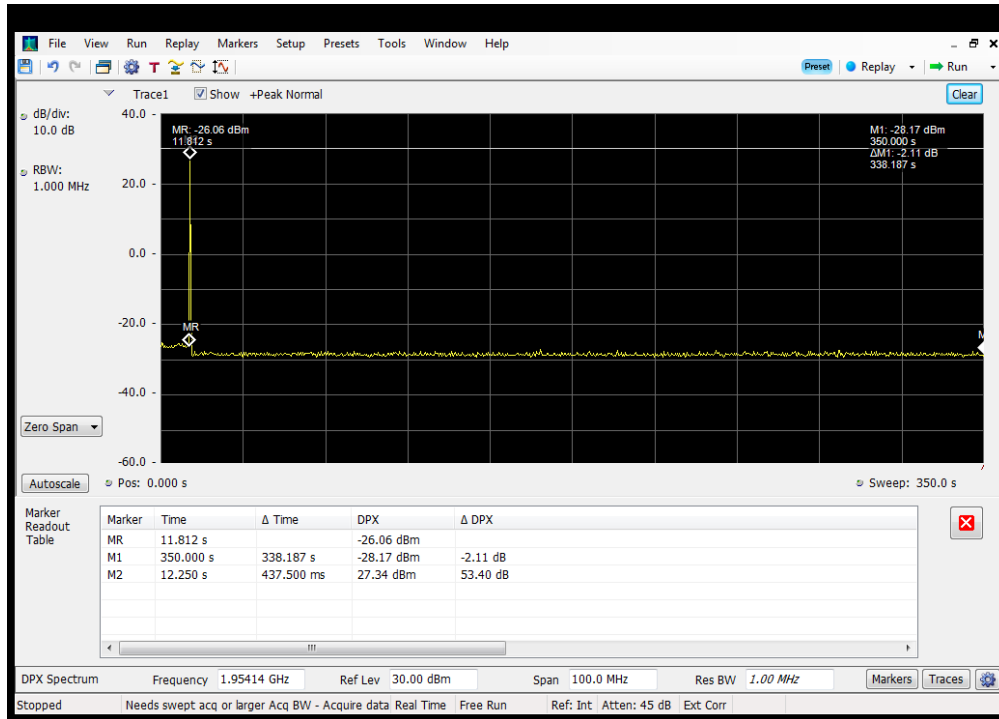 File View Run Replay Markers Setup Presets Tools Window Help
Preset Replay Run
Trace1 Show +Peak Normal Clear
dB/div:
10.0 dB
RBW:
1.000 MHz
40.0
20.0
0.0
-20.0
-40.0
-60.0
MR: -26.06 dBm
11.812 s
M1: -28.17 dBm
350.000 s
ΔM1: -2.11 dB
338.187 s
MR
Zero Span
Autoscale Pos: 0.000 s Sweep: 350.0 s
Marker
Readout
Table
Marker Time Δ Time DPX Δ DPX
MR 11.812 s -26.06 dBm
M1 350.000 s 338.187 s -28.17 dBm -2.11 dB
M2 12.250 s 437.500 ms 27.34 dBm 53.40 dB
DPX Spectrum Frequency 1.95414 GHz Ref Lev 30.00 dBm Span 100.0 MHz Res BW 1.00 MHz Markers Traces
Stopped Needs swept acq or larger Acq BW - Acquire data Real Time Free Run Ref: Int Atten: 45 dB Ext Corr